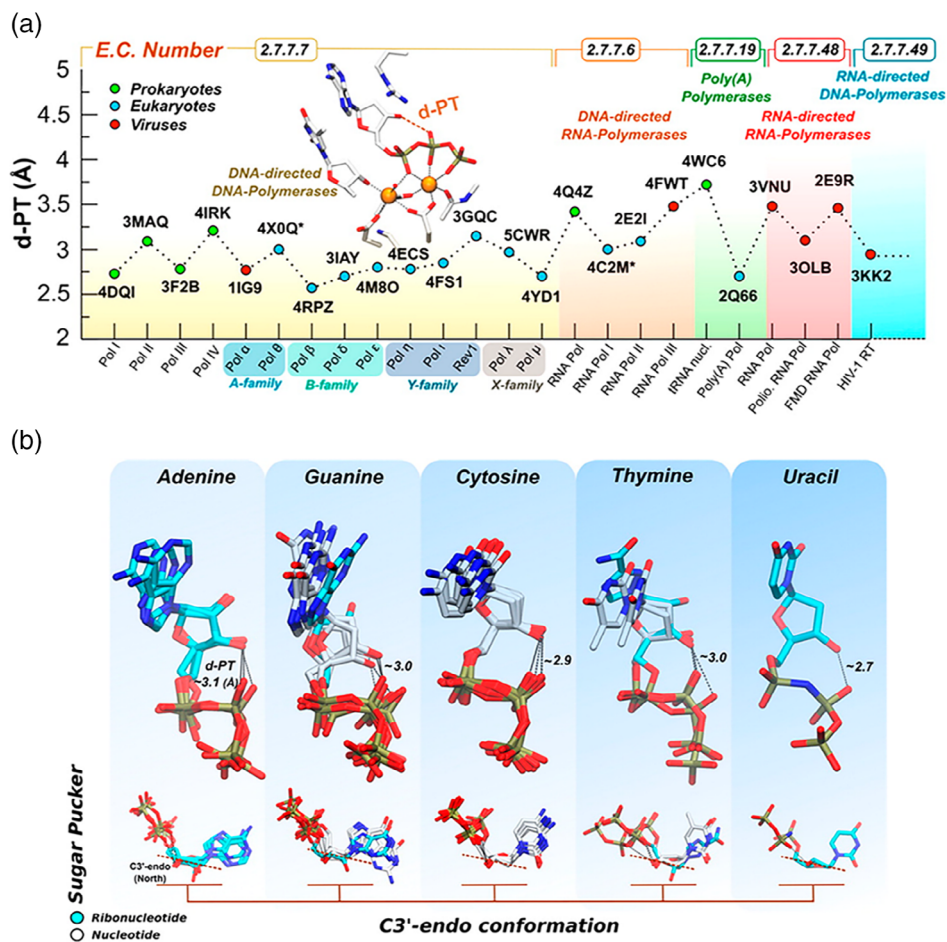 (a)
E.C. Number
2.7.7.7
2.7.7.6
2.7.7.19
2.7.7.48
2.7.7.49
Prokaryotes
Eukaryotes
Viruses
d-PT
DNA-directed
DNA-Polymerases
DNA-directed
RNA-Polymerases
Poly(A)
Polymerases
RNA-directed
RNA-Polymerases
RNA-directed
DNA-Polymerases
d-PT (Å)
5
4.5
4
3.5
3
2.5
2
4DQI
3MAQ
3F2B
4IRK
1IG9
4X0Q*
4RPZ
3IAY
4M8O
4ECS
4FS1
3GQC
5CWR
4YD1
4Q4Z
4C2M*
2E2I
4FWT
4WC6
2Q66
3VNU
3OLB
2E9R
3KK2
Pol I
Pol II
Pol III
Pol IV
Pol α
Pol θ
Pol β
Pol δ
Pol ε
Pol η
Pol ι
Rev1
Pol λ
Pol μ
RNA Pol
RNA Pol I
RNA Pol II
RNA Pol III
tRNA nucl.
Poly(A) Pol
RNA Pol
Polio. RNA Pol
FMD RNA Pol
HIV-1 RT
A-family
B-family
Y-family
X-family
(b)
Adenine
Guanine
Cytosine
Thymine
Uracil
d-PT
~3.1 (Å)
~3.0
~2.9
~3.0
~2.7
Sugar Pucker
C3'-endo
(North)
Ribonucleotide
Nucleotide
C3'-endo conformation